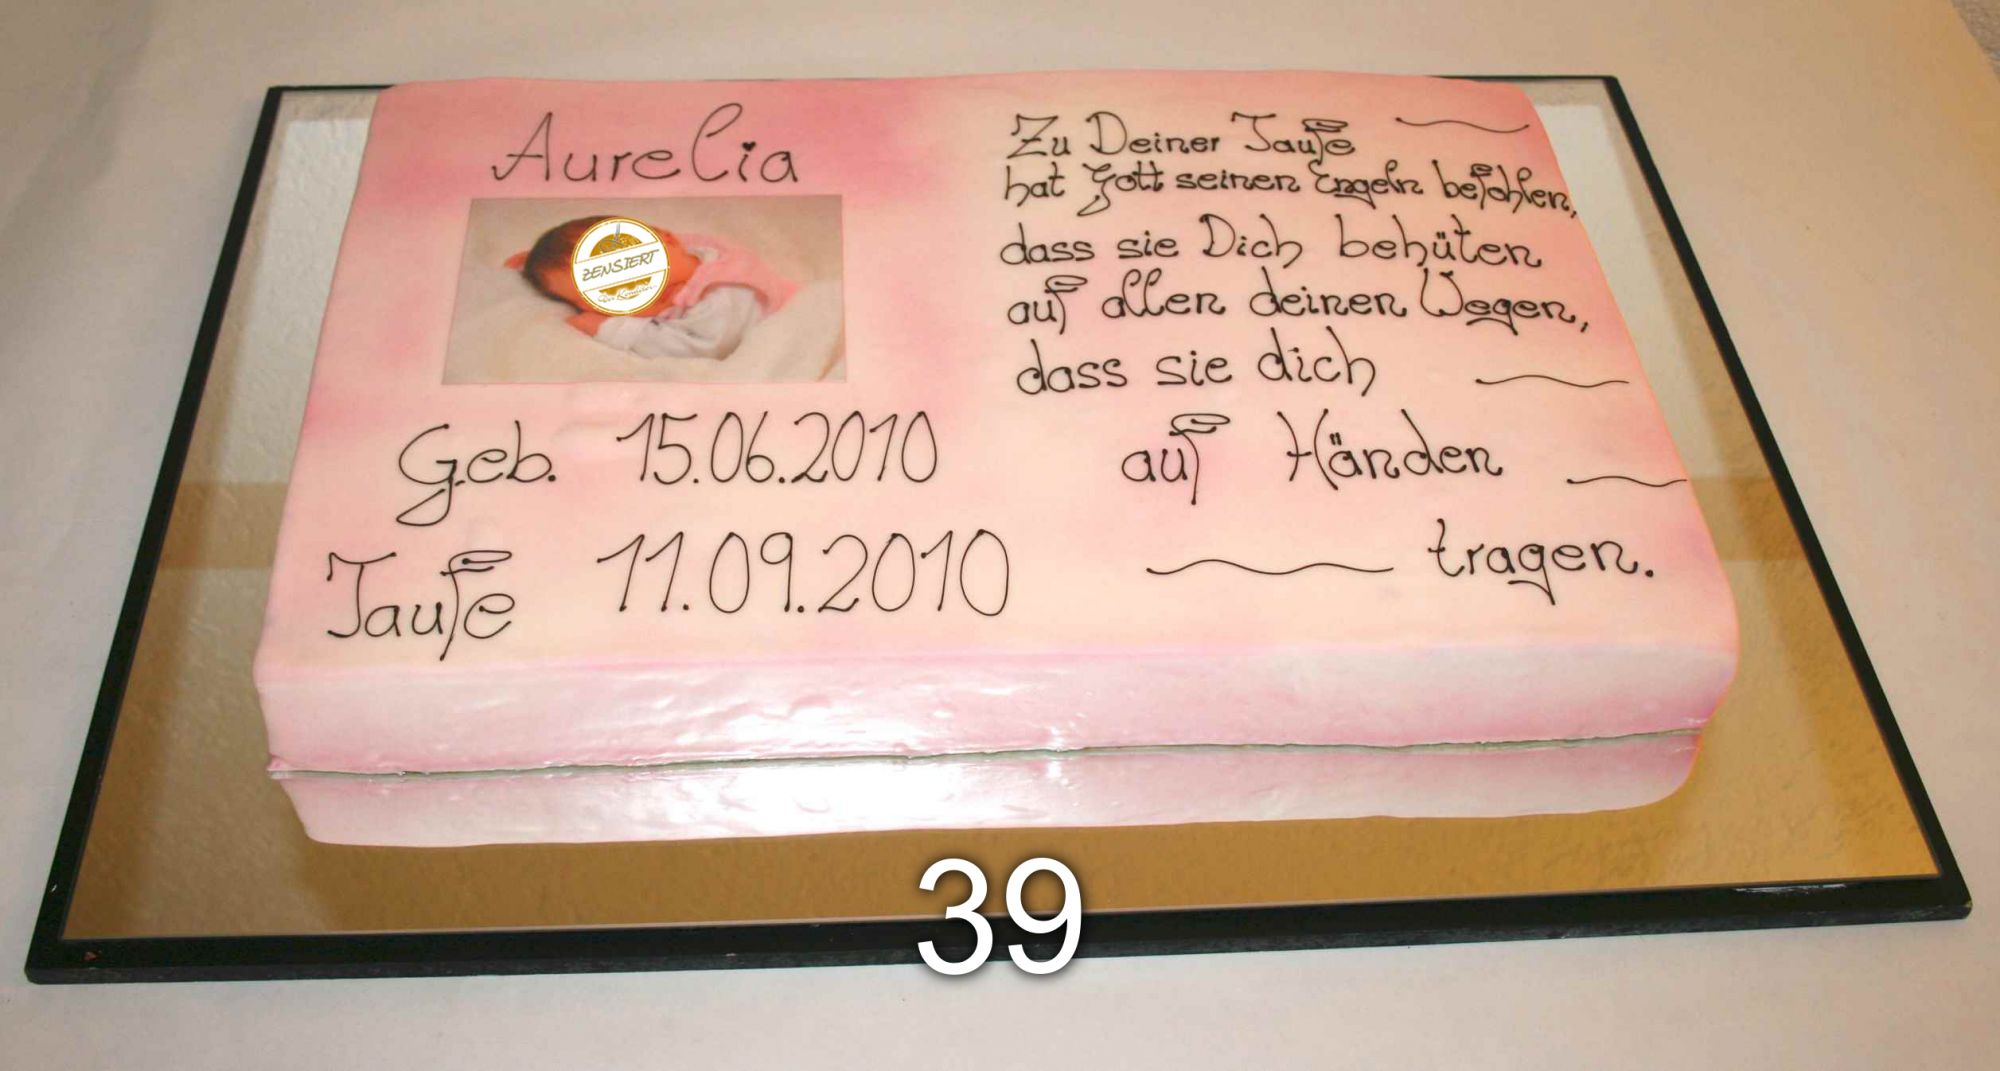 Aurelia
ZENSIERT
Geb. 15.06.2010
Taufe 11.09.2010
Zu Deiner Taufe
hat Gott seinen Engeln befohlen,
dass sie Dich behüten
auf allen deinen Wegen,
dass sie dich
auf Händen
tragen.
39